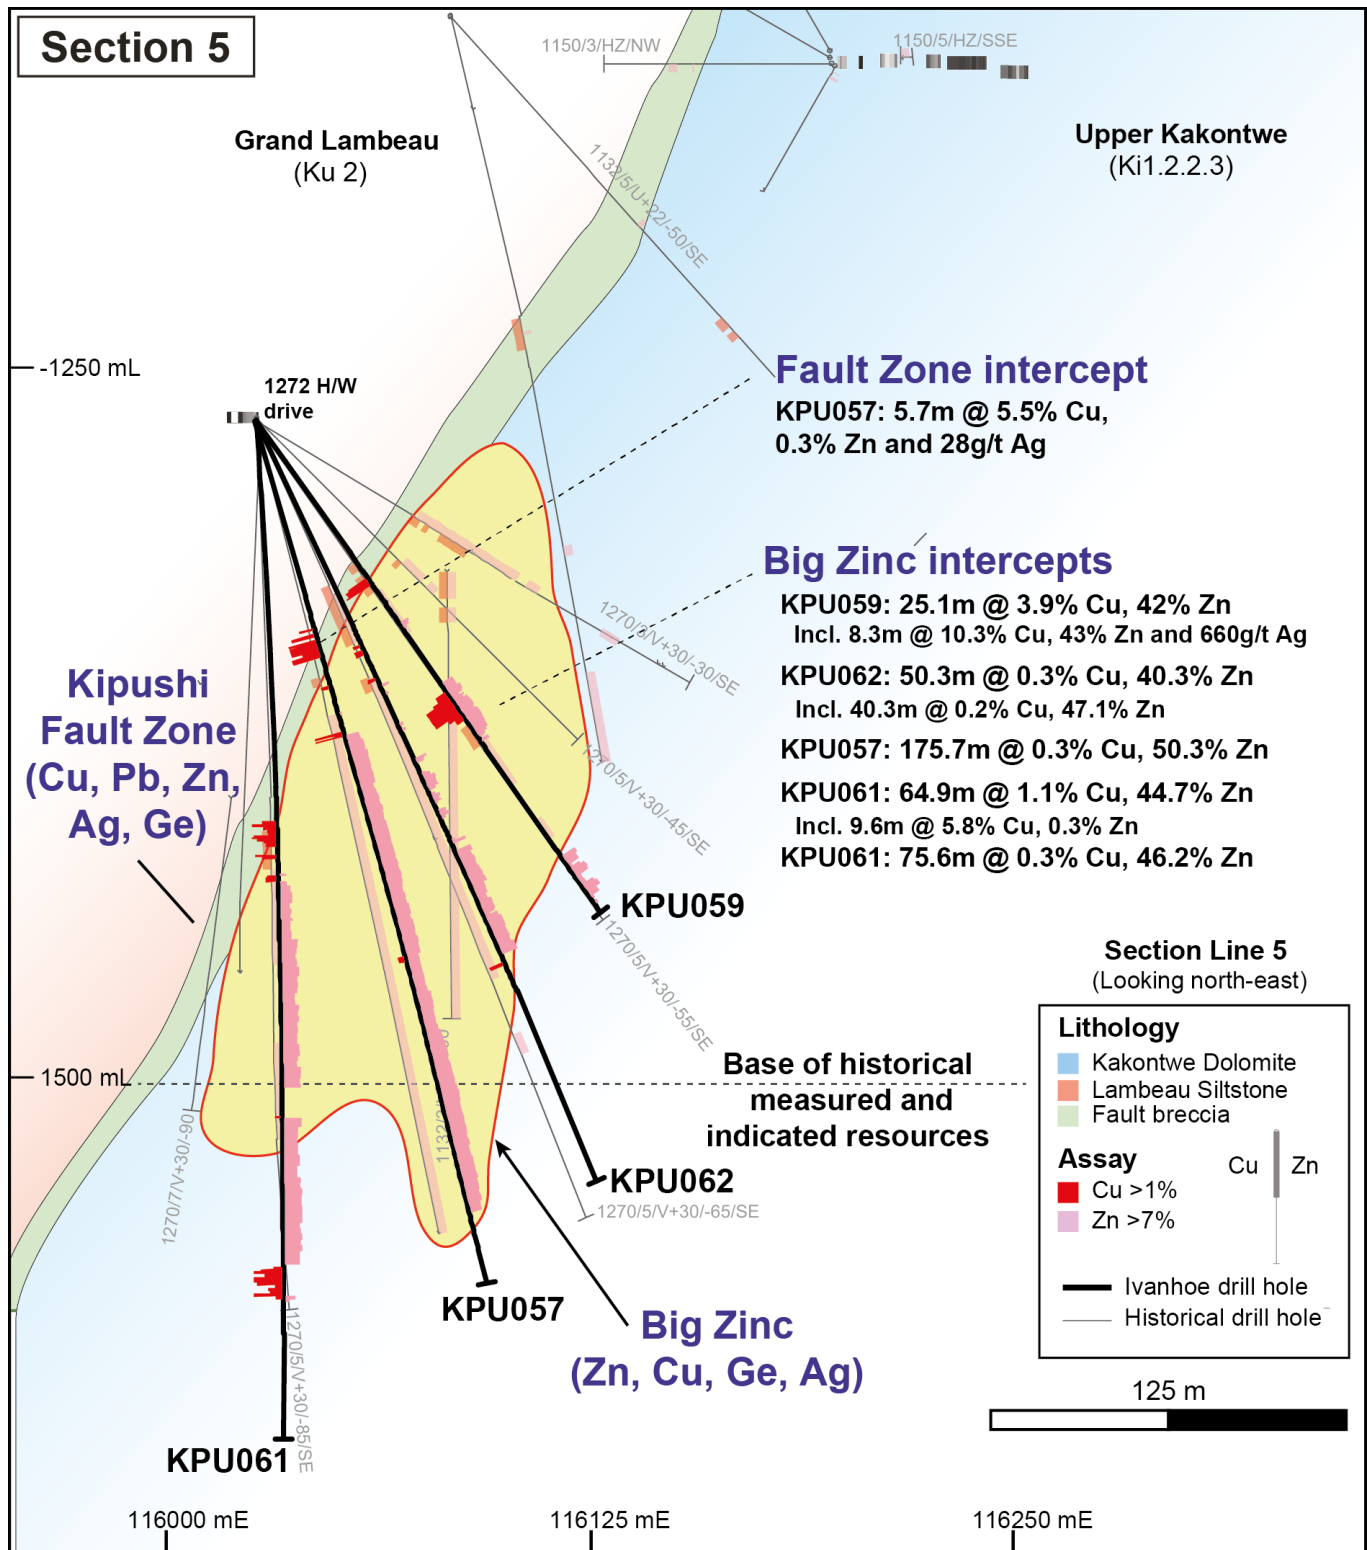 Section 5
1150/3/HZ/NW
1150/5/HZ/SSE
Grand Lambeau
(Ku 2)
Upper Kakontwe
(Ki1.2.2.3)
1132/5/U+22/-50/SE
-1250 mL
1272 H/W
drive
Fault Zone intercept
KPU057: 5.7m @ 5.5% Cu,
0.3% Zn and 28g/t Ag
Big Zinc intercepts
KPU059: 25.1m @ 3.9% Cu, 42% Zn
Incl. 8.3m @ 10.3% Cu, 43% Zn and 660g/t Ag
KPU062: 50.3m @ 0.3% Cu, 40.3% Zn
Incl. 40.3m @ 0.2% Cu, 47.1% Zn
KPU057: 175.7m @ 0.3% Cu, 50.3% Zn
KPU061: 64.9m @ 1.1% Cu, 44.7% Zn
Incl. 9.6m @ 5.8% Cu, 0.3% Zn
KPU061: 75.6m @ 0.3% Cu, 46.2% Zn
1270/3/V+30/-30/SE
1270/5/V+30/-45/SE
Kipushi
Fault Zone
(Cu, Pb, Zn,
Ag, Ge)
KPU059
1270/5/V+30/-55/SE
Section Line 5
(Looking north-east)
Lithology
Kakontwe Dolomite
Lambeau Siltstone
Fault breccia
Assay
Cu >1%
Zn >7%
Cu
Zn
Ivanhoe drill hole
Historical drill hole
1500 mL
Base of historical
measured and
indicated resources
1270/7/V+30/-90
KPU062
1270/5/V+30/-65/SE
KPU057
Big Zinc
(Zn, Cu, Ge, Ag)
1270/5/V+30/-85/SE
KPU061
125 m
116000 mE
116125 mE
116250 mE